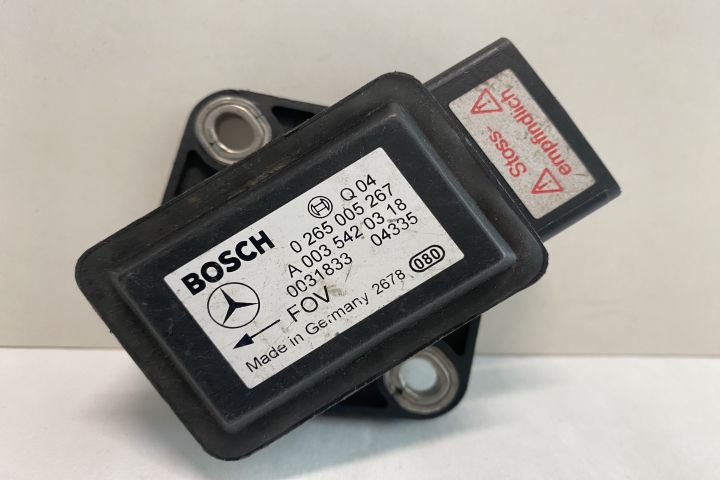 BOSCH
Q 04
0 265 005 267
A 003 542 03 18
0031833 04335
FOV
Made in Germany 2678 080
Stoss-
empfindlich